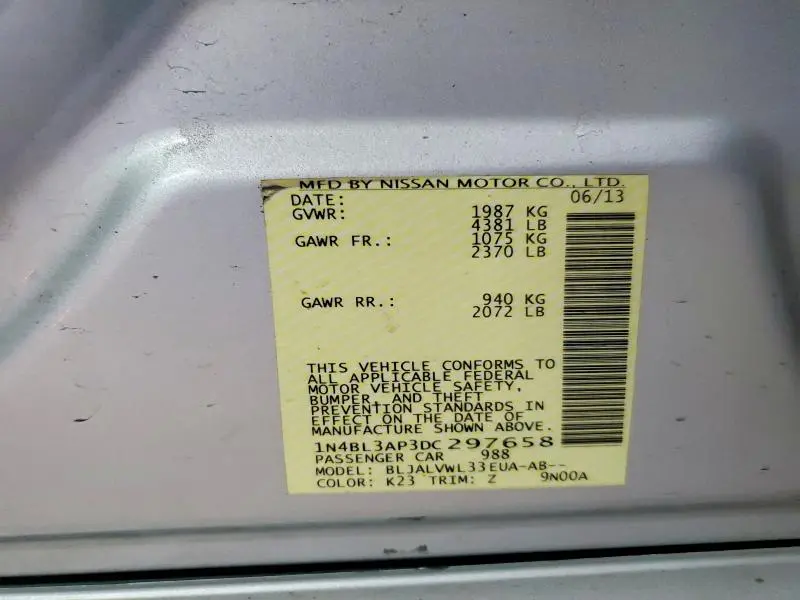 MFD BY NISSAN MOTOR CO., LTD.
DATE: 06/13
GVWR: 1987 KG
4381 LB
GAWR FR.: 1075 KG
2370 LB
GAWR RR.: 940 KG
2072 LB
THIS VEHICLE CONFORMS TO
ALL APPLICABLE FEDERAL
MOTOR VEHICLE SAFETY,
BUMPER, AND THEFT
PREVENTION STANDARDS IN
EFFECT ON THE DATE OF
MANUFACTURE SHOWN ABOVE.
1N4BL3AP3DC297658
PASSENGER CAR 988
MODEL: BLJALVWL33EUA-AB--
COLOR: K23 TRIM: Z 9N00A